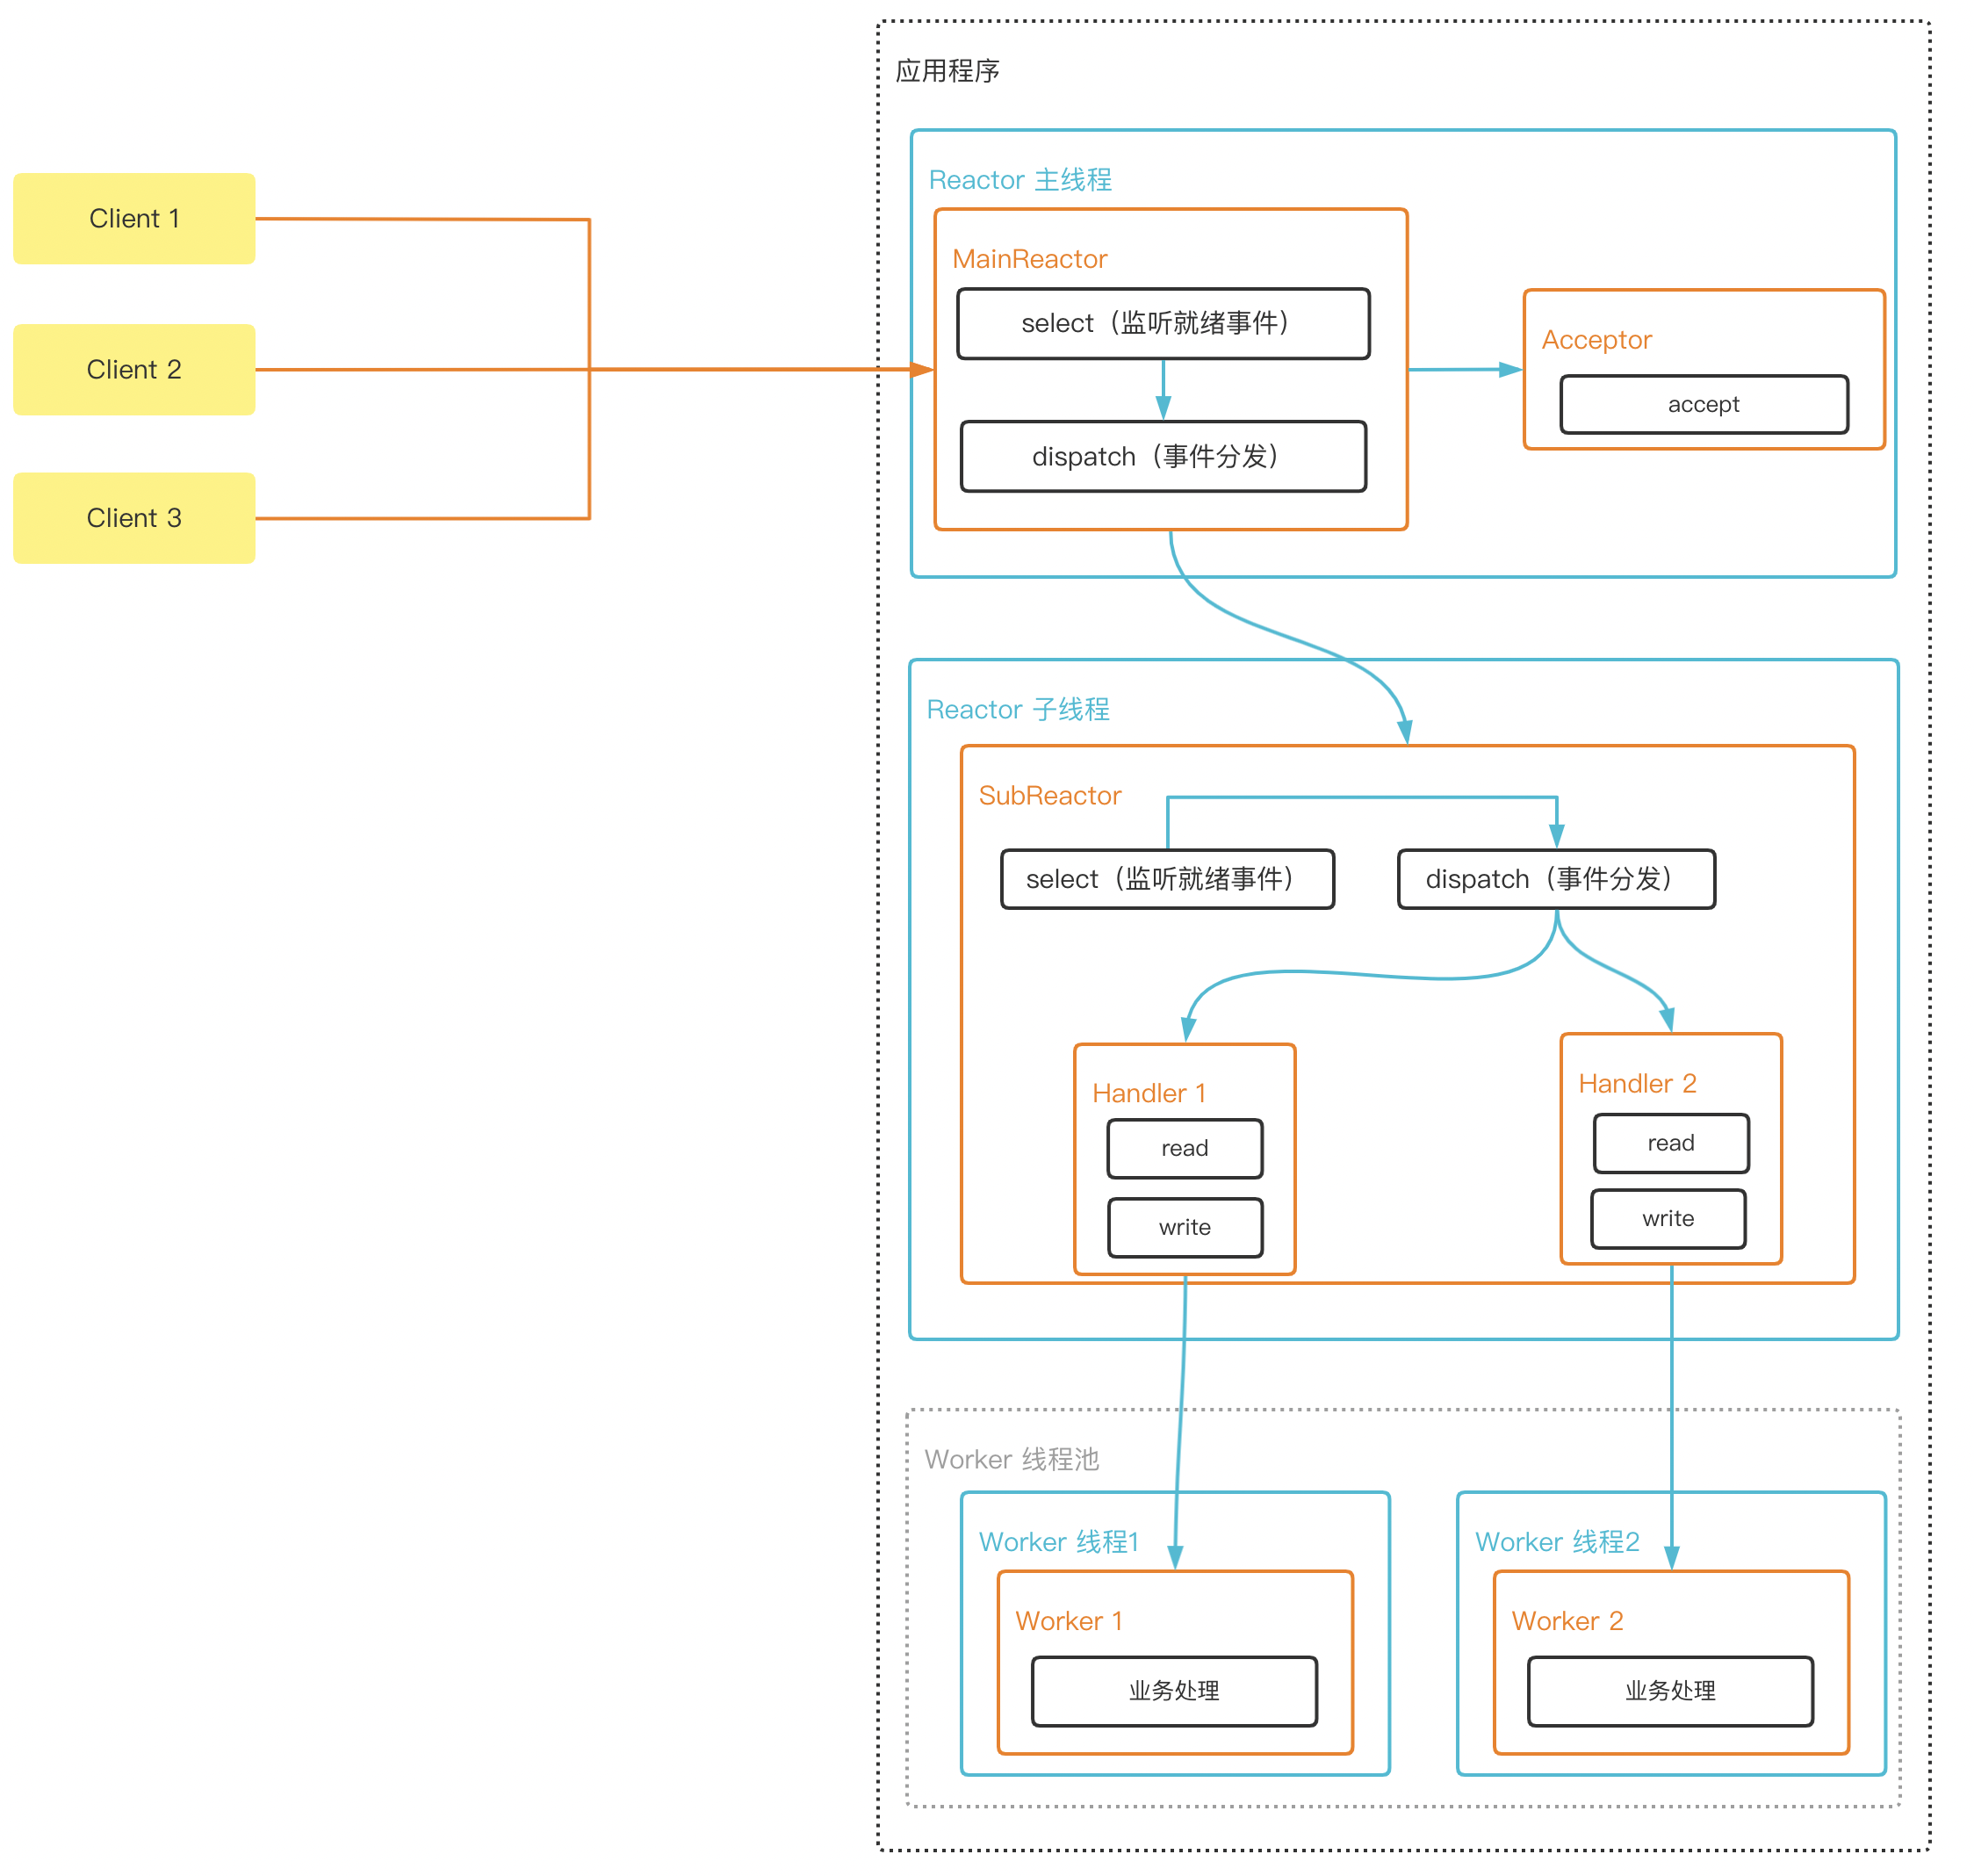 应用程序
Reactor 主线程
Client 1
MainReactor
select（监听就绪事件）
Acceptor
Client 2
accept
dispatch（事件分发）
Client 3
Reactor 子线程
SubReactor
select（监听就绪事件）
dispatch（事件分发）
Handler 1
read
write
Handler 2
read
write
Worker 线程池
Worker 线程1
Worker 1
业务处理
Worker 线程2
Worker 2
业务处理